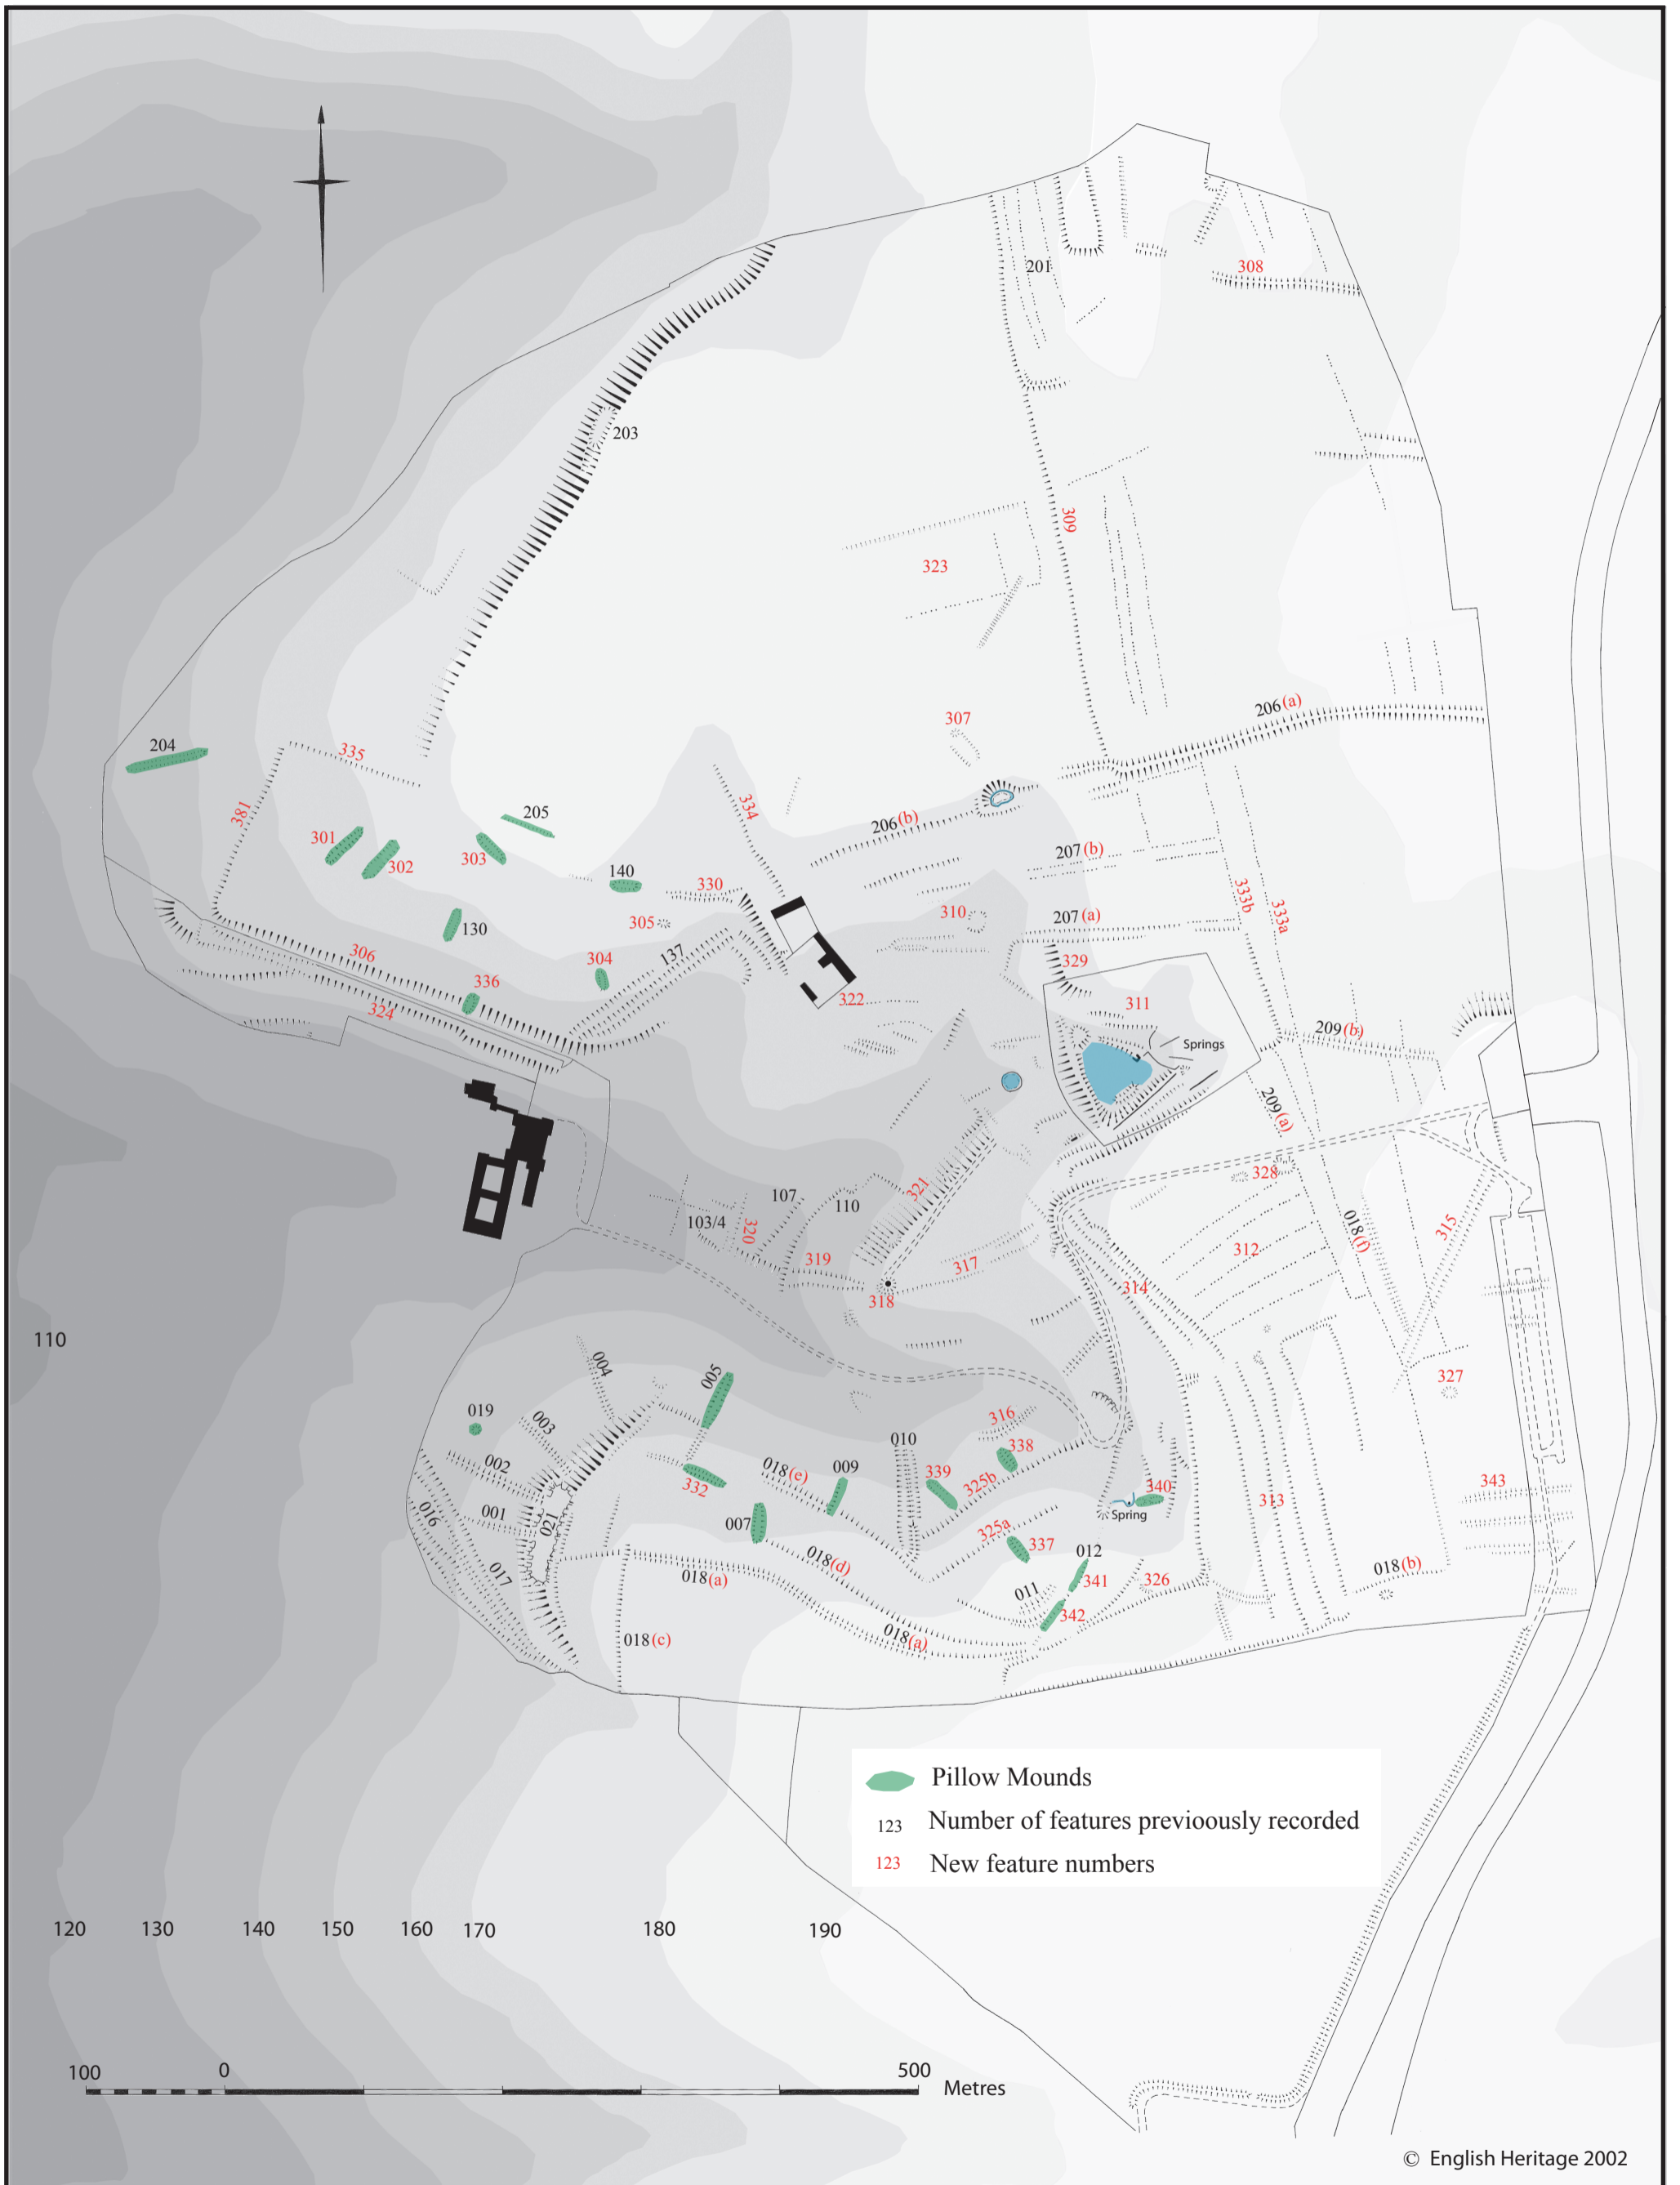 201
308
203
309
323
206(a)
307
204
335
334
381
205
206(b)
301
303
302
207(b)
140
330
333b
333a
305
310
207(a)
130
137
306
304
329
336
322
311
324
209(b)
Springs
209(a)
328
321
107
110
103/4
320
018(f)
315
312
319
317
314
318
110
004
005
327
019
003
316
010
338
002
018(e)
009
339
325b
332
343
340
313
016
001
021
007
Spring
325a
337
012
018(d)
017
018(a)
341
326
018(b)
011
342
018(c)
018(a)
Pillow Mounds
123 Number of features previoously recorded
123 New feature numbers
120 130 140 150 160 170 180 190
100 0 500
Metres
© English Heritage 2002